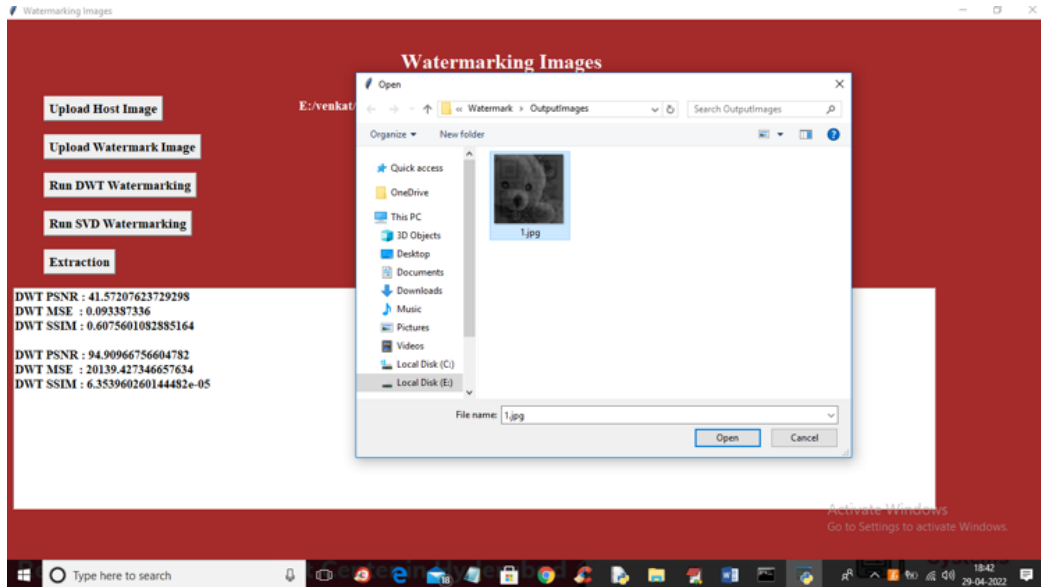 Watermarking Images
Watermarking Images
Upload Host Image
E:/venkat/
Upload Watermark Image
Run DWT Watermarking
Run SVD Watermarking
Extraction
DWT PSNR : 41.57207623729298
DWT MSE : 0.093387336
DWT SSIM : 0.6075601082885164
DWT PSNR : 94.90966756604782
DWT MSE : 20139.427346657634
DWT SSIM : 6.353960260144482e-05
Open
« Watermark › OutputImages
Search OutputImages
Organize
New folder
Quick access
OneDrive
This PC
3D Objects
Desktop
Documents
Downloads
Music
Pictures
Videos
Local Disk (C:)
Local Disk (E:)
1.jpg
File name: 1.jpg
Open
Cancel
Activate Windows
Go to Settings to activate Windows.
Type here to search
18
18:42
29-04-2022